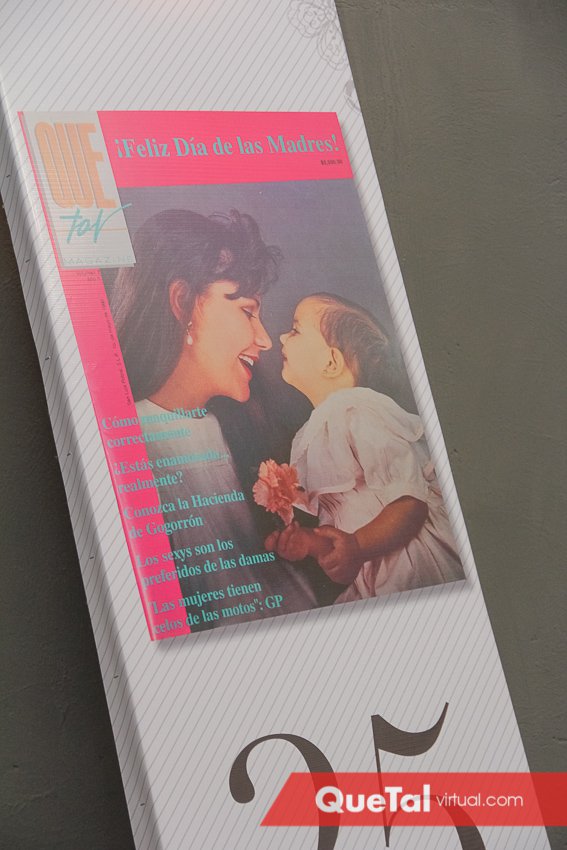 QUE
tal
MAGAZINE
¡Feliz Día de las Madres!
Cómo maquillarte
correctamente
¿Estás enamorada...
realmente?
Conozca la Hacienda
de Gogorrón
Los sexys son los
preferidos de las damas
"Las mujeres tienen
celos de las motos": GP
25
QueTal virtual.com